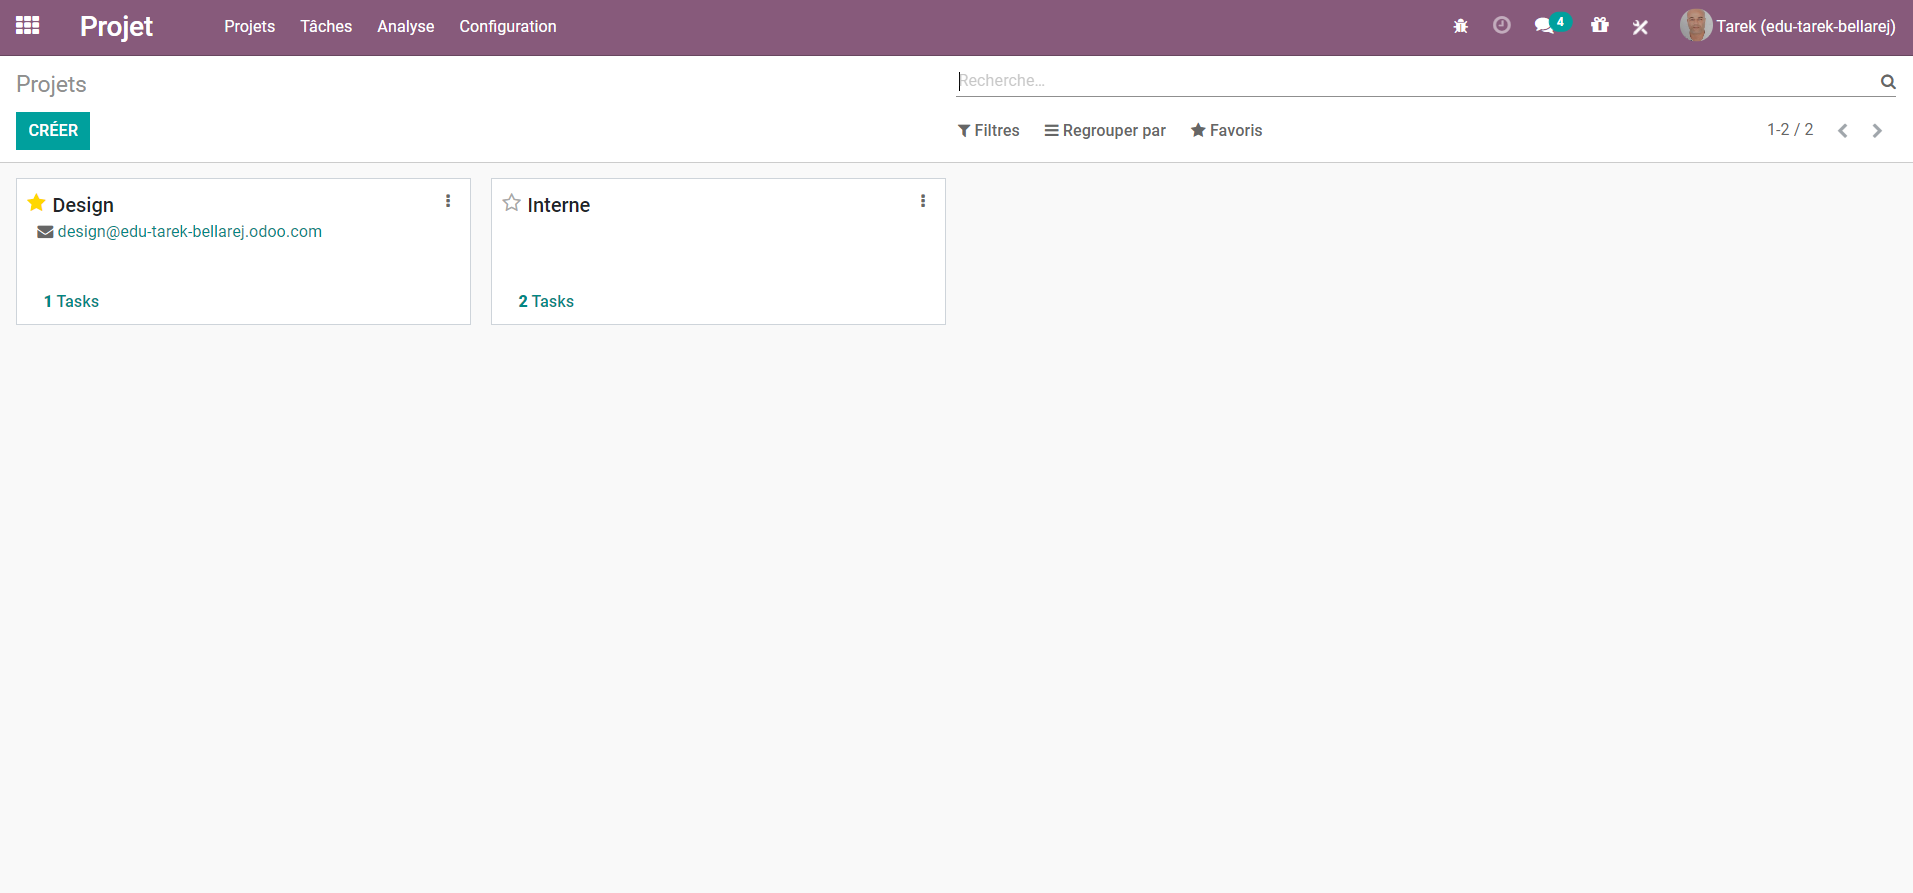 Projet
Projets
Tâches
Analyse
Configuration
4
Tarek (edu-tarek-bellarej)
Projets
Recherche...
CRÉER
Filtres
Regrouper par
Favoris
1-2 / 2
Design
design@edu-tarek-bellarej.odoo.com
1 Tasks
Interne
2 Tasks